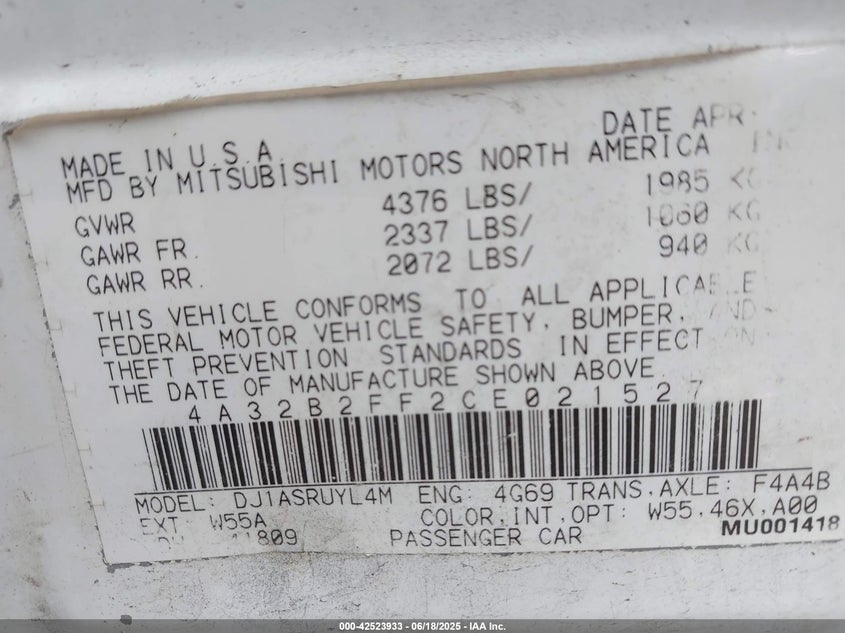 DATE APR
MADE IN U.S.A.
MFD BY MITSUBISHI MOTORS NORTH AMERICA IN
GVWR 4376 LBS/ 1985 KG
GAWR FR. 2337 LBS/ 1060 KG
GAWR RR. 2072 LBS/ 940 KG
THIS VEHICLE CONFORMS TO ALL APPLICABLE
FEDERAL MOTOR VEHICLE SAFETY, BUMPER, AND
THEFT PREVENTION STANDARDS IN EFFECT ON
THE DATE OF MANUFACTURE SHOWN ABOVE.
4A32B2FF2CE021527
MODEL: DJ1ASRUYL4M ENG: 4G69 TRANS,AXLE: F4A4B
EXT: W55A COLOR,INT,OPT: W55,46X,A00
1809 PASSENGER CAR MU001418
000-42523933 - 06/18/2025 - IAA Inc.